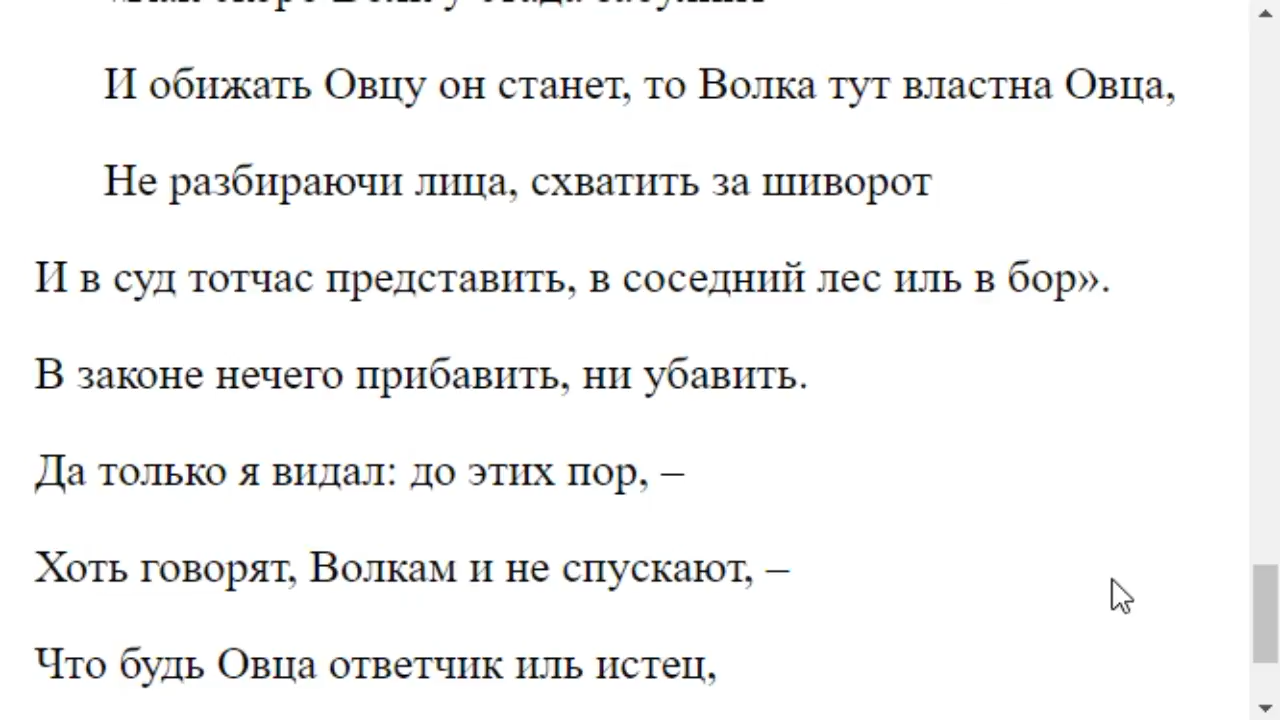 И обижать Овцу он станет, то Волка тут властна Овца,
Не разбираючи лица, схватить за шиворот
И в суд тотчас представить, в соседний лес иль в бор».
В законе нечего прибавить, ни убавить.
Да только я видал: до этих пор, –
Хоть говорят, Волкам и не спускают, –
Что будь Овца ответчик иль истец,